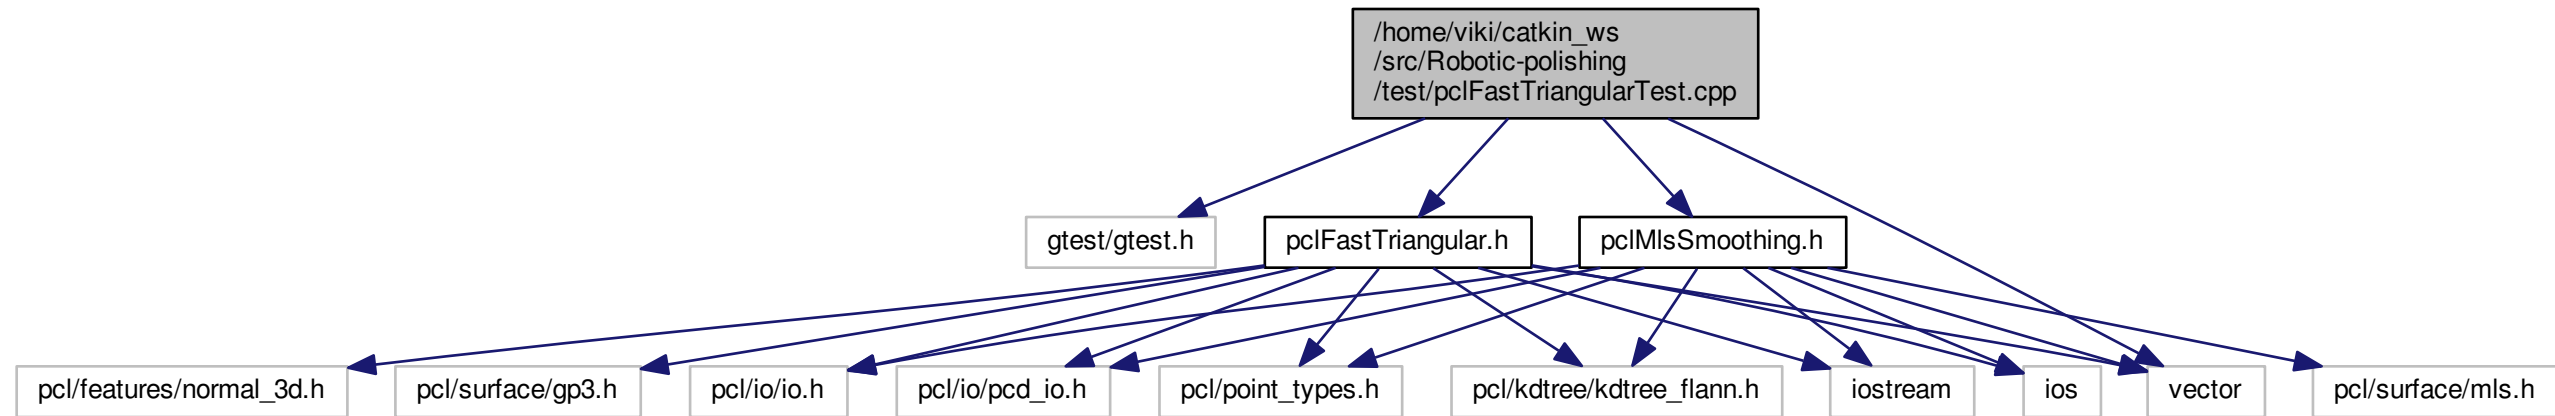 /home/viki/catkin_ws
/src/Robotic-polishing
/test/pclFastTriangularTest.cpp
gtest/gtest.h
pclFastTriangular.h
pclMlsSmoothing.h
pcl/features/normal_3d.h
pcl/surface/gp3.h
pcl/io/io.h
pcl/io/pcd_io.h
pcl/point_types.h
pcl/kdtree/kdtree_flann.h
iostream
ios
vector
pcl/surface/mls.h